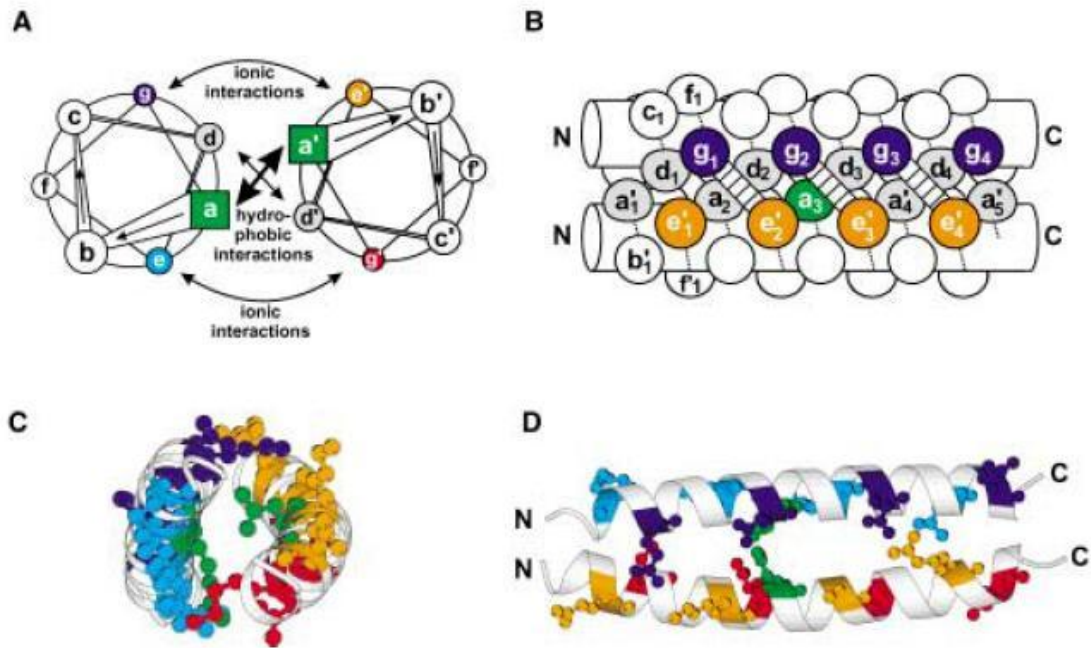 A
ionic
interactions
g
e'
c
b'
d
a'
f
f'
a
hydro-
phobic
interactions
d'
b
c'
e
g
ionic
interactions
B
f₁
c₁
N
C
g₁
g₂
g₃
g₄
d₁
d₂
d₃
d₄
a'₁
a₂
a₃
a'₄
a'₅
e'₁
e'₂
e'₃
e'₄
N
C
b'₁
f'₁
C
D
N
C
N
C